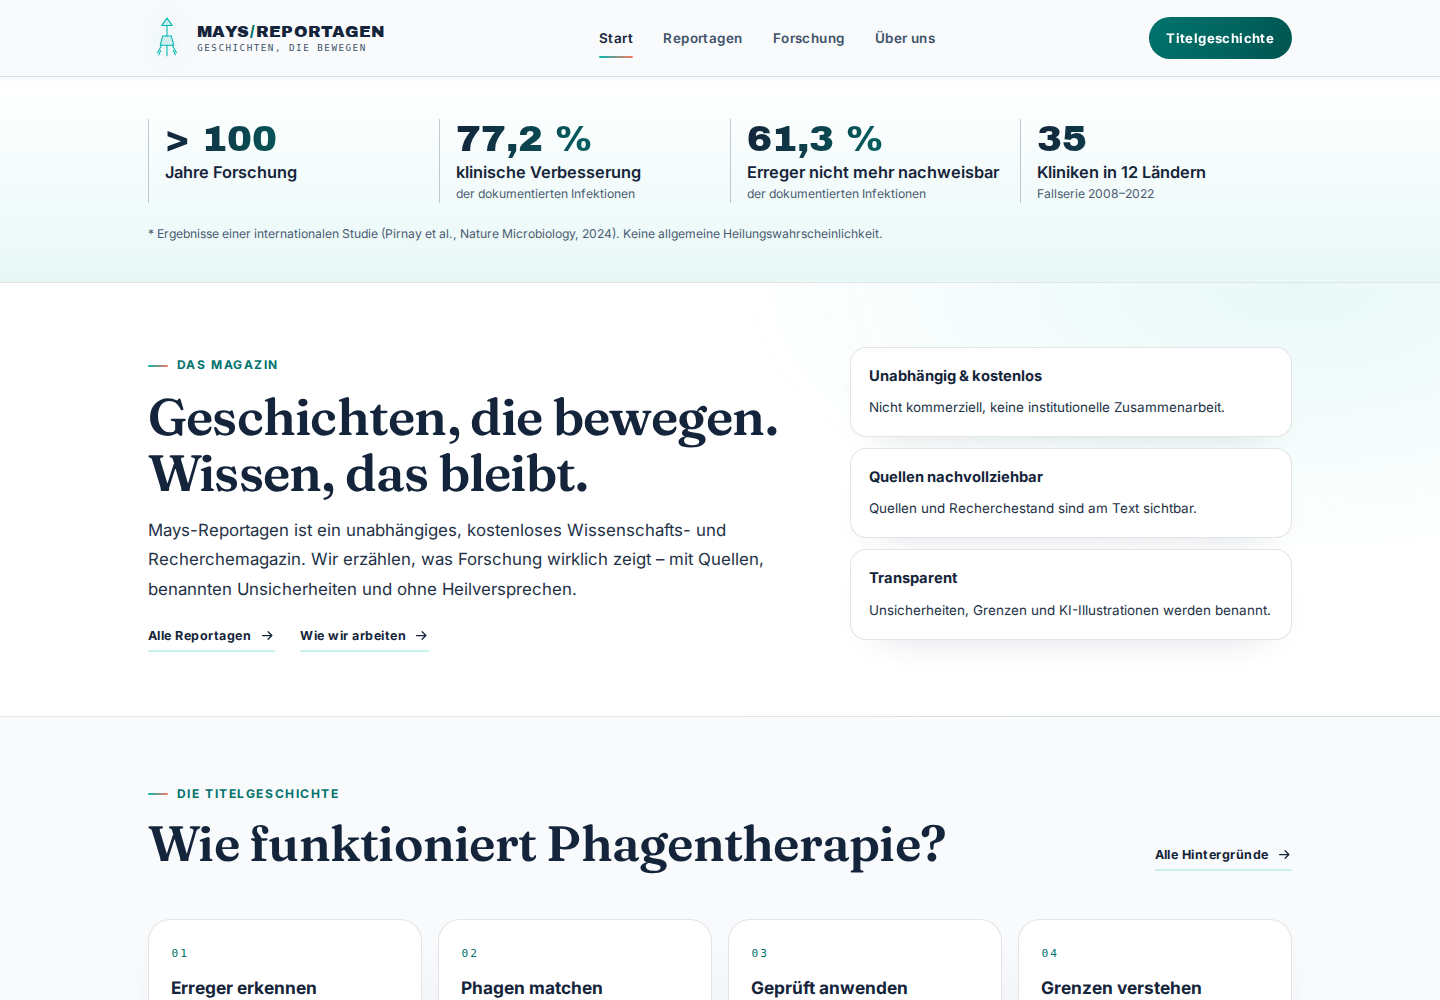 MAYS/REPORTAGEN
GESCHICHTEN, DIE BEWEGEN
Start
Reportagen
Forschung
Über uns
Titelgeschichte
> 100
Jahre Forschung
77,2 %
klinische Verbesserung
der dokumentierten Infektionen
61,3 %
Erreger nicht mehr nachweisbar
der dokumentierten Infektionen
35
Kliniken in 12 Ländern
Fallserie 2008–2022
* Ergebnisse einer internationalen Studie (Pirnay et al., Nature Microbiology, 2024). Keine allgemeine Heilungswahrscheinlichkeit.
DAS MAGAZIN
Geschichten, die bewegen.
Wissen, das bleibt.
Mays-Reportagen ist ein unabhängiges, kostenloses Wissenschafts- und
Recherchemagazin. Wir erzählen, was Forschung wirklich zeigt – mit Quellen,
benannten Unsicherheiten und ohne Heilversprechen.
Alle Reportagen →
Wie wir arbeiten →
Unabhängig & kostenlos
Nicht kommerziell, keine institutionelle Zusammenarbeit.
Quellen nachvollziehbar
Quellen und Recherchestand sind am Text sichtbar.
Transparent
Unsicherheiten, Grenzen und KI-Illustrationen werden benannt.
DIE TITELGESCHICHTE
Wie funktioniert Phagentherapie?
Alle Hintergründe →
01
Erreger erkennen
02
Phagen matchen
03
Geprüft anwenden
04
Grenzen verstehen